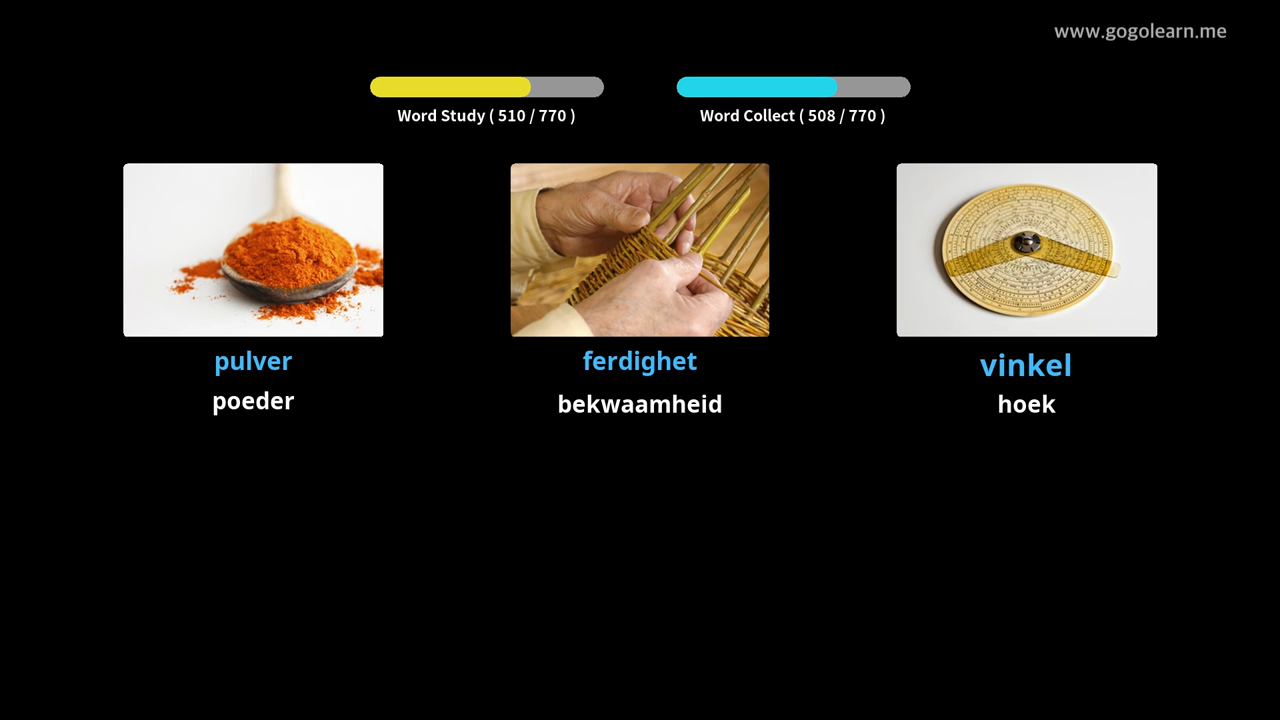 www.gogolearn.me
Word Study ( 510 / 770 )
Word Collect ( 508 / 770 )
pulver
poeder
ferdighet
bekwaamheid
vinkel
hoek